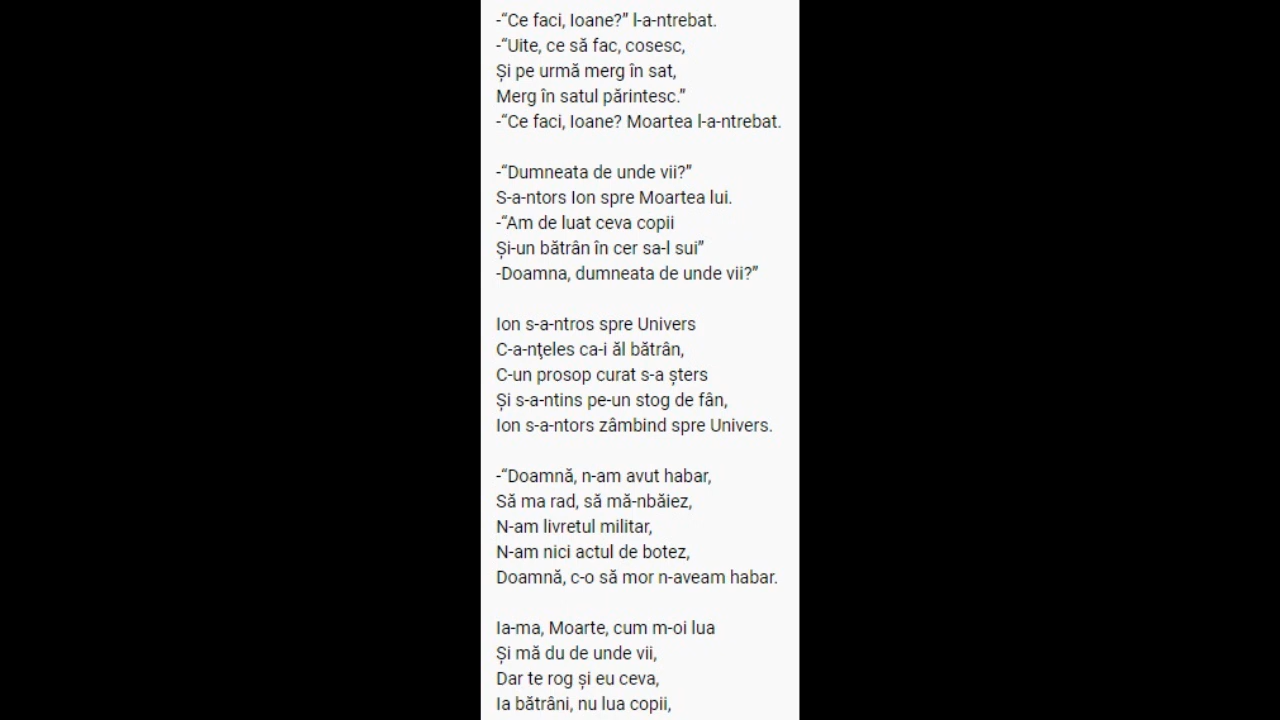 -“Ce faci, Ioane?” l-a-ntrebat.
-“Uite, ce să fac, cosesc,
Și pe urmă merg în sat,
Merg în satul părintesc.”
-“Ce faci, Ioane? Moartea l-a-ntrebat.
-“Dumneata de unde vii?”
S-a-ntors Ion spre Moartea lui.
-“Am de luat ceva copii
Și-un bătrân în cer sa-l sui”
-Doamna, dumneata de unde vii?”
Ion s-a-ntros spre Univers
C-a-nţeles ca-i ăl bătrân,
C-un prosop curat s-a șters
Și s-a-ntins pe-un stog de fân,
Ion s-a-ntors zâmbind spre Univers.
-“Doamnă, n-am avut habar,
Să ma rad, să mă-nbăiez,
N-am livretul militar,
N-am nici actul de botez,
Doamnă, c-o să mor n-aveam habar.
Ia-ma, Moarte, cum m-oi lua
Și mă du de unde vii,
Dar te rog și eu ceva,
Ia bătrâni, nu lua copii,